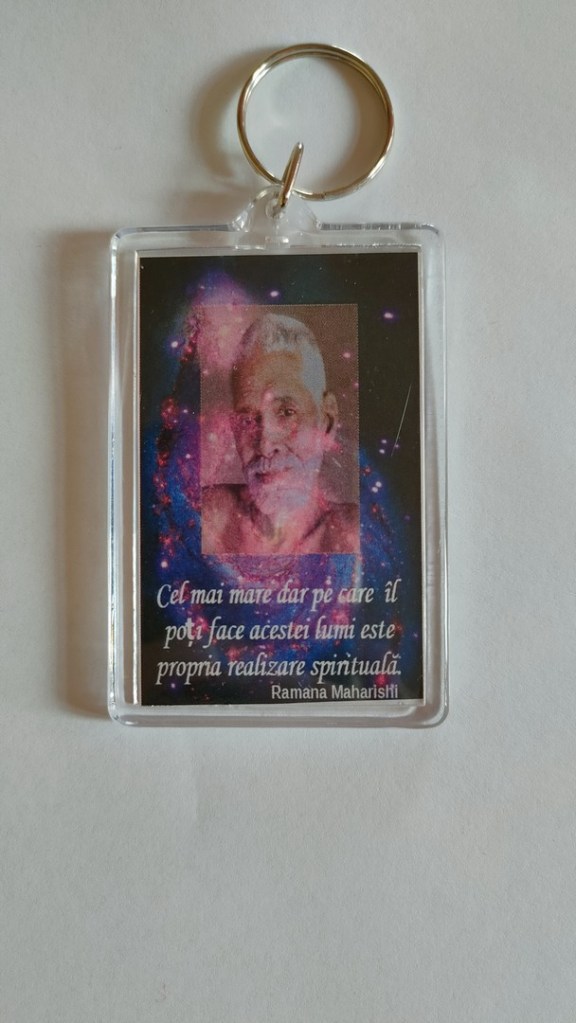 Cel mai mare dar pe care îl
poți face acestei lumi este
propria realizare spirituală.
Ramana Maharishi